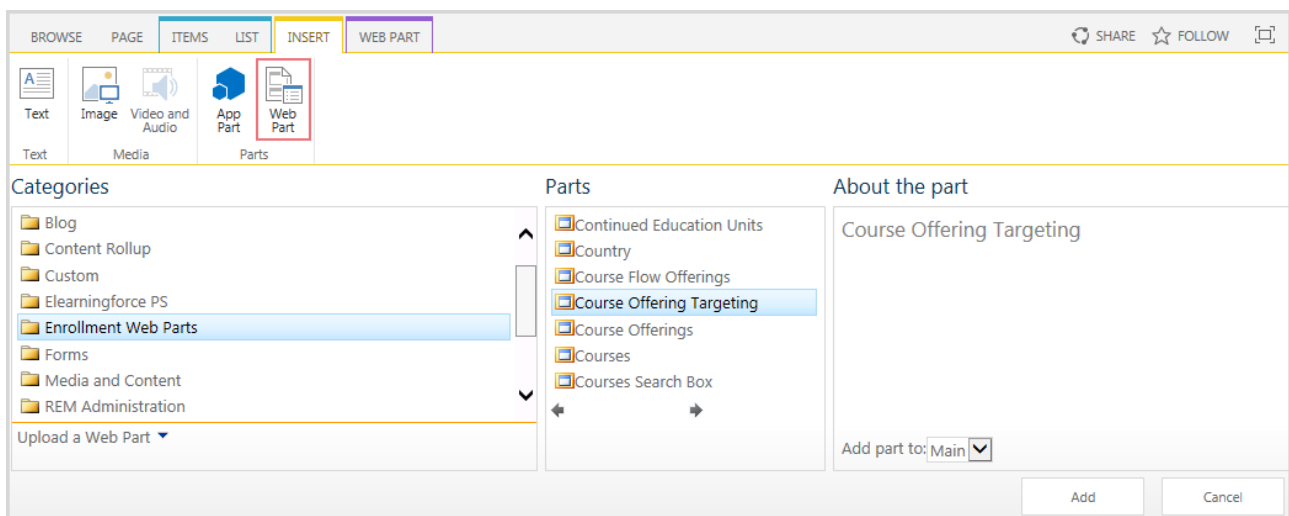 BROWSE PAGE ITEMS LIST INSERT WEB PART SHARE FOLLOW
Text Image Video and Audio App Part Web Part
Text Media Parts
Categories
Blog
Content Rollup
Custom
Elearningforce PS
Enrollment Web Parts
Forms
Media and Content
REM Administration
Upload a Web Part
Parts
Continued Education Units
Country
Course Flow Offerings
Course Offering Targeting
Course Offerings
Courses
Courses Search Box
About the part
Course Offering Targeting
Add part to: Main
Add Cancel